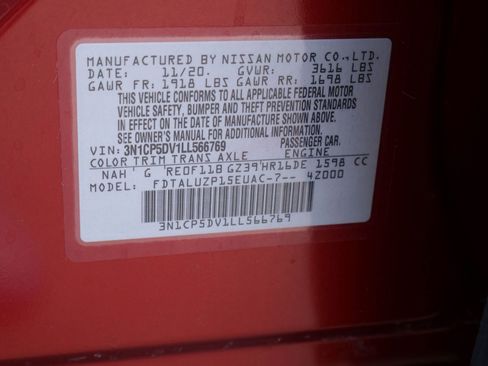 MANUFACTURED BY NISSAN MOTOR CO.,LTD.
DATE: 11/20. GVWR: 3616 LBS
GAWR FR: 1918 LBS GAWR RR: 1698 LBS
THIS VEHICLE CONFORMS TO ALL APPLICABLE FEDERAL MOTOR
VEHICLE SAFETY, BUMPER AND THEFT PREVENTION STANDARDS
IN EFFECT ON THE DATE OF MANUFACTURE SHOWN ABOVE.
SEE OWNER'S MANUAL FOR ADDITIONAL INFORMATION.
VIN: 3N1CP5DV1LL566769 PASSENGER CAR.
COLOR TRIM TRANS AXLE ENGINE
NAH G RE0F11B GZ39 HR16DE 1598 CC
MODEL: FDTALUZP15EUAC-7-- 42000
3N1CP5DV1LL566769